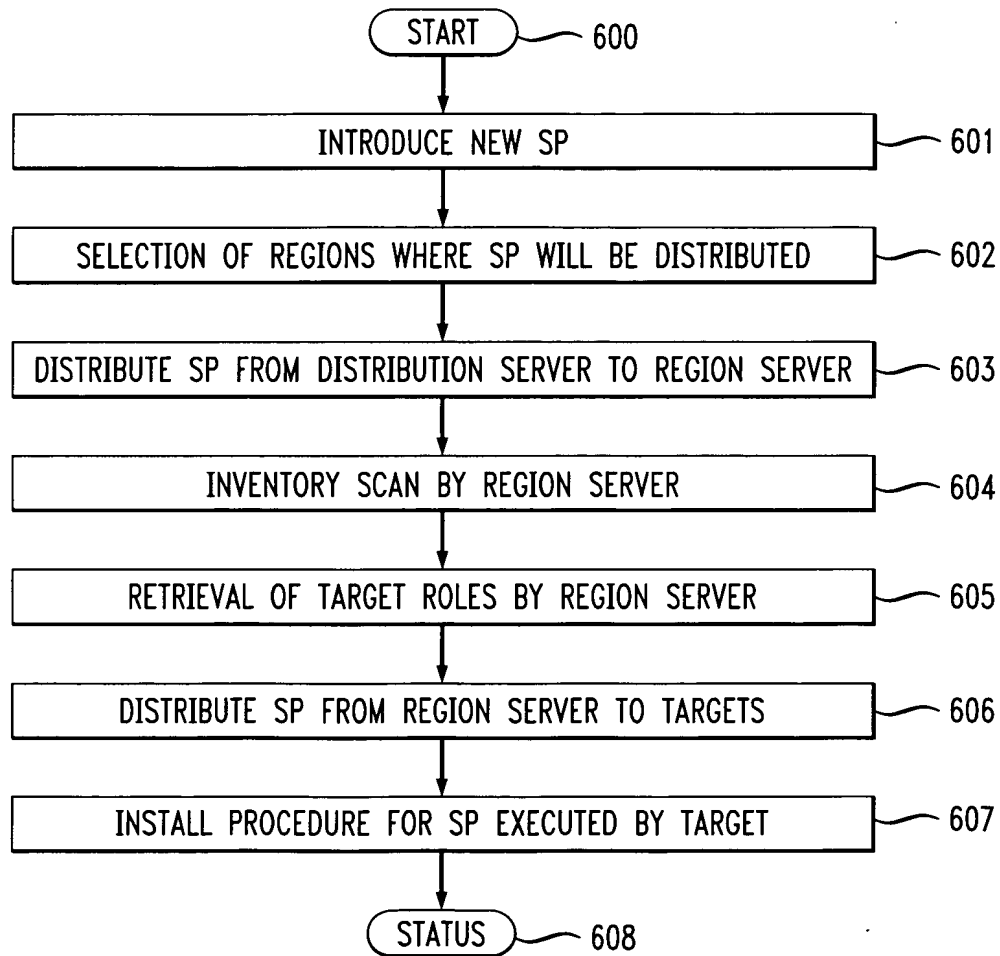 START 600
INTRODUCE NEW SP 601
SELECTION OF REGIONS WHERE SP WILL BE DISTRIBUTED 602
DISTRIBUTE SP FROM DISTRIBUTION SERVER TO REGION SERVER 603
INVENTORY SCAN BY REGION SERVER 604
RETRIEVAL OF TARGET ROLES BY REGION SERVER 605
DISTRIBUTE SP FROM REGION SERVER TO TARGETS 606
INSTALL PROCEDURE FOR SP EXECUTED BY TARGET 607
STATUS 608